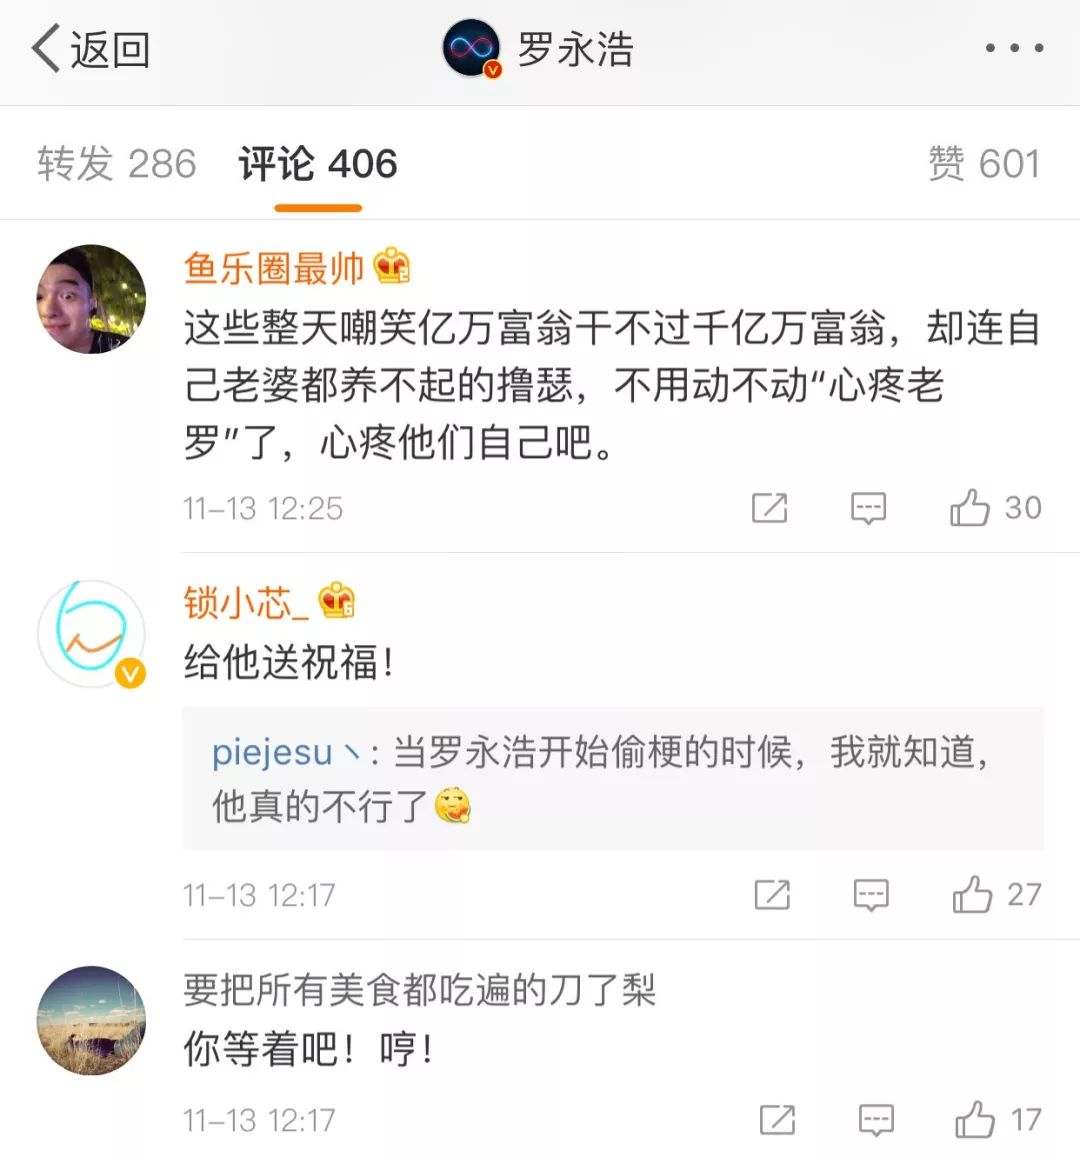 返回
罗永浩
转发 286 评论 406 赞 601
鱼乐圈最帅
这些整天嘲笑亿万富翁干不过千亿万富翁，却连自
己老婆都养不起的撸瑟，不用动不动“心疼老
罗”了，心疼他们自己吧。
11-13 12:25 30
锁小芯_
给他送祝福！
piejesu丶: 当罗永浩开始偷梗的时候，我就知道，
他真的不行了
11-13 12:17 27
要把所有美食都吃遍的刀了梨
你等着吧！哼！
11-13 12:17 17